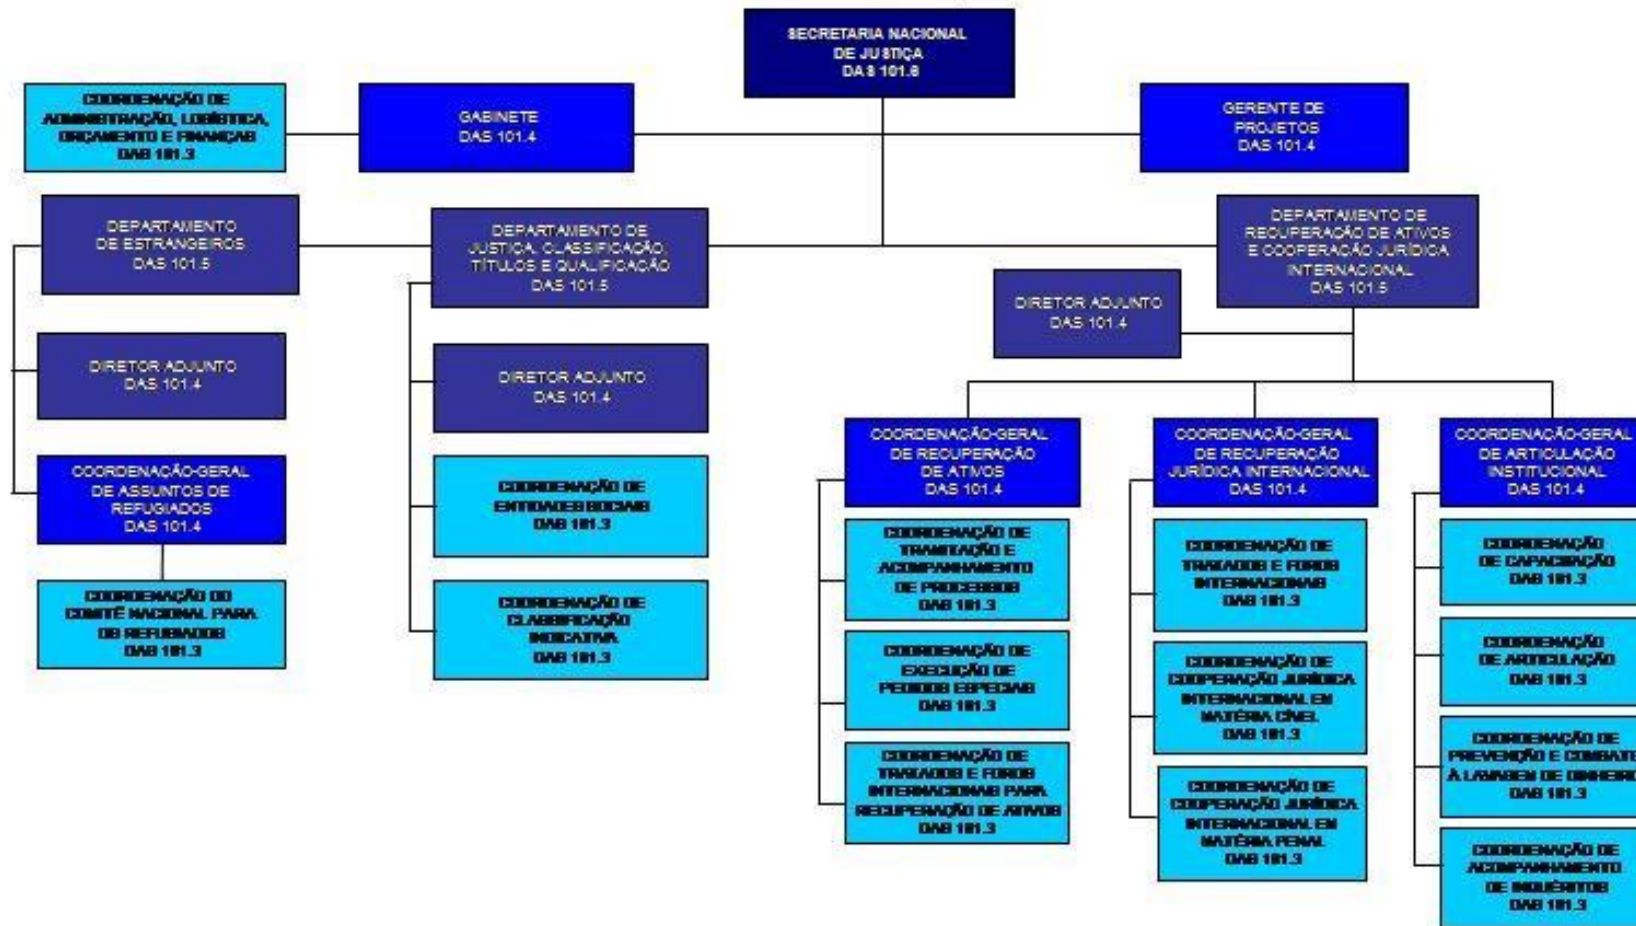 SECRETARIA NACIONAL
DE JUSTIÇA
DAS 101.6
COORDENAÇÃO DE
ADMINISTRAÇÃO, LOGÍSTICA,
ORÇAMENTO E FINANÇAS
DAS 101.3
GABINETE
DAS 101.4
GERENTE DE
PROJETOS
DAS 101.4
DEPARTAMENTO
DE ESTRANGEIROS
DAS 101.5
DEPARTAMENTO DE
JUSTIÇA, CLASSIFICAÇÃO,
TÍTULOS E QUALIFICAÇÃO
DAS 101.5
DEPARTAMENTO DE
RECUPERAÇÃO DE ATIVOS
E COOPERAÇÃO JURÍDICA
INTERNACIONAL
DAS 101.5
DIRETOR ADJUNTO
DAS 101.4
DIRETOR ADJUNTO
DAS 101.4
DIRETOR ADJUNTO
DAS 101.4
COORDENAÇÃO-GERAL
DE ASSUNTOS DE
REFUGIADOS
DAS 101.4
COORDENAÇÃO DO
COMITÊ NACIONAL PARA
OS REFUGIADOS
DAS 101.3
COORDENAÇÃO DE
ENTIDADES SOCIAIS
DAS 101.3
COORDENAÇÃO DE
CLASSIFICAÇÃO
INDICATIVA
DAS 101.3
COORDENAÇÃO-GERAL
DE RECUPERAÇÃO
DE ATIVOS
DAS 101.4
COORDENAÇÃO DE
TRAMITAÇÃO E
ACOMPANHAMENTO
DE PROCESSOS
DAS 101.3
COORDENAÇÃO DE
EXECUÇÃO DE
PEDIDOS ESPECIAIS
DAS 101.3
COORDENAÇÃO DE
TRATADOS E FOROS
INTERNACIONAIS PARA
RECUPERAÇÃO DE ATIVOS
DAS 101.3
COORDENAÇÃO-GERAL
DE RECUPERAÇÃO
JURÍDICA INTERNACIONAL
DAS 101.4
COORDENAÇÃO DE
TRATADOS E FOROS
INTERNACIONAIS
DAS 101.3
COORDENAÇÃO DE
COOPERAÇÃO JURÍDICA
INTERNACIONAL EM
MATÉRIA CÍVEL
DAS 101.3
COORDENAÇÃO DE
COOPERAÇÃO JURÍDICA
INTERNACIONAL EM
MATÉRIA PENAL
DAS 101.3
COORDENAÇÃO-GERAL
DE ARTICULAÇÃO
INSTITUCIONAL
DAS 101.4
COORDENAÇÃO
DE CAPACITAÇÃO
DAS 101.3
COORDENAÇÃO
DE ARTICULAÇÃO
DAS 101.3
COORDENAÇÃO DE
PREVENÇÃO E COMBATE
À LAVAGEM DE DINHEIRO
DAS 101.3
COORDENAÇÃO DE
ACOMPANHAMENTO
DE INQUÉRITOS
DAS 101.3